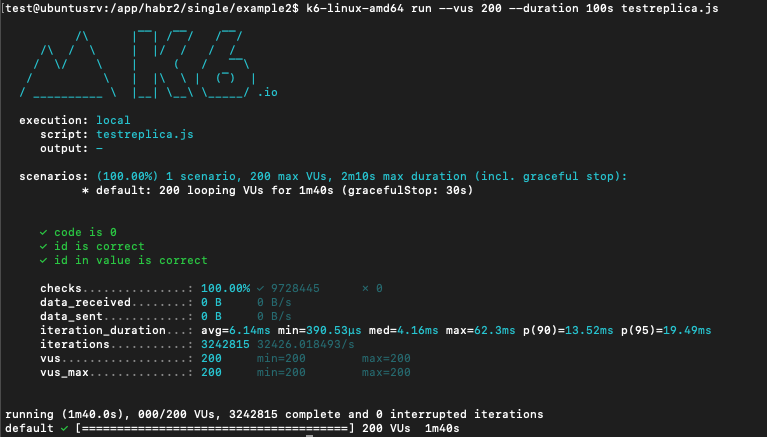 [test@ubuntusrv:/app/habr2/single/example2$ k6-linux-amd64 run --vus 200 --duration 100s testreplica.js
          /\      |‾‾| /‾‾/   /‾‾/
     /\  /  \     |  |/  /   /  /
    /  \/    \    |     (   /   ‾‾\
   /          \   |  |\  \ |  (‾)  |
  / __________ \  |__| \__\ \_____/ .io
execution: local
script: testreplica.js
output: -
scenarios: (100.00%) 1 scenario, 200 max VUs, 2m10s max duration (incl. graceful stop):
* default: 200 looping VUs for 1m40s (gracefulStop: 30s)
✓ code is 0
✓ id is correct
✓ id in value is correct
checks...............: 100.00% ✓ 9728445 × 0
data_received........: 0 B 0 B/s
data_sent............: 0 B 0 B/s
iteration_duration...: avg=6.14ms min=390.53µs med=4.16ms max=62.3ms p(90)=13.52ms p(95)=19.49ms
iterations...........: 3242815 32426.018493/s
vus..................: 200 min=200 max=200
vus_max..............: 200 min=200 max=200
running (1m40.0s), 000/200 VUs, 3242815 complete and 0 interrupted iterations
default ✓ [======================================] 200 VUs 1m40s